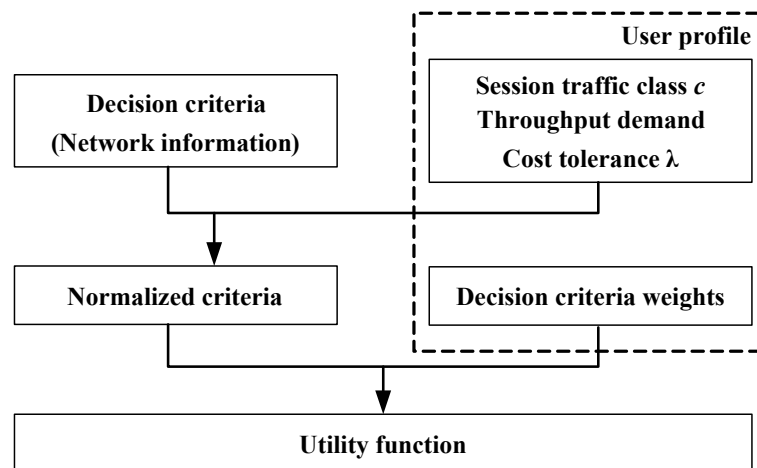 User profile
Decision criteria
(Network information)
Session traffic class c
Throughput demand
Cost tolerance λ
Normalized criteria
Decision criteria weights
Utility function